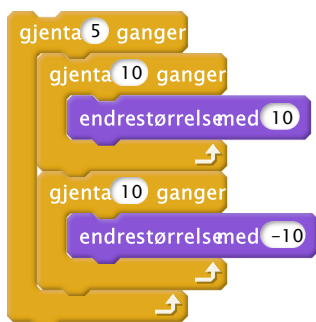 gjenta 5 ganger
gjenta 10 ganger
endrestørrelsemed 10
gjenta 10 ganger
endrestørrelsemed -10